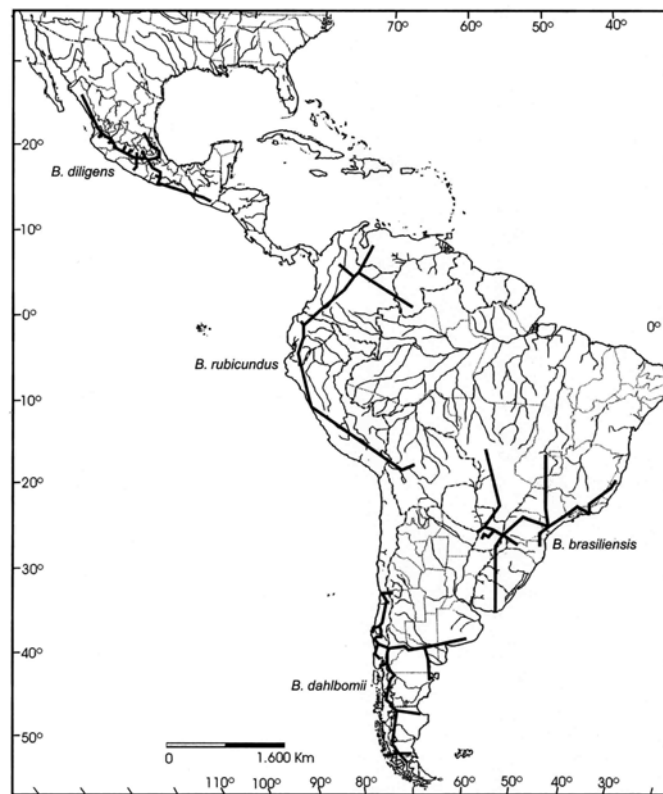 70° 60° 50° 40°
20°
B. diligens
10°
0° 0°
B. rubicundus
10°
20°
B. brasiliensis
30°
40°
B. dahlbomii
50°
0 1.600 Km
110° 100° 90° 80° 70° 60° 50° 40° 30°